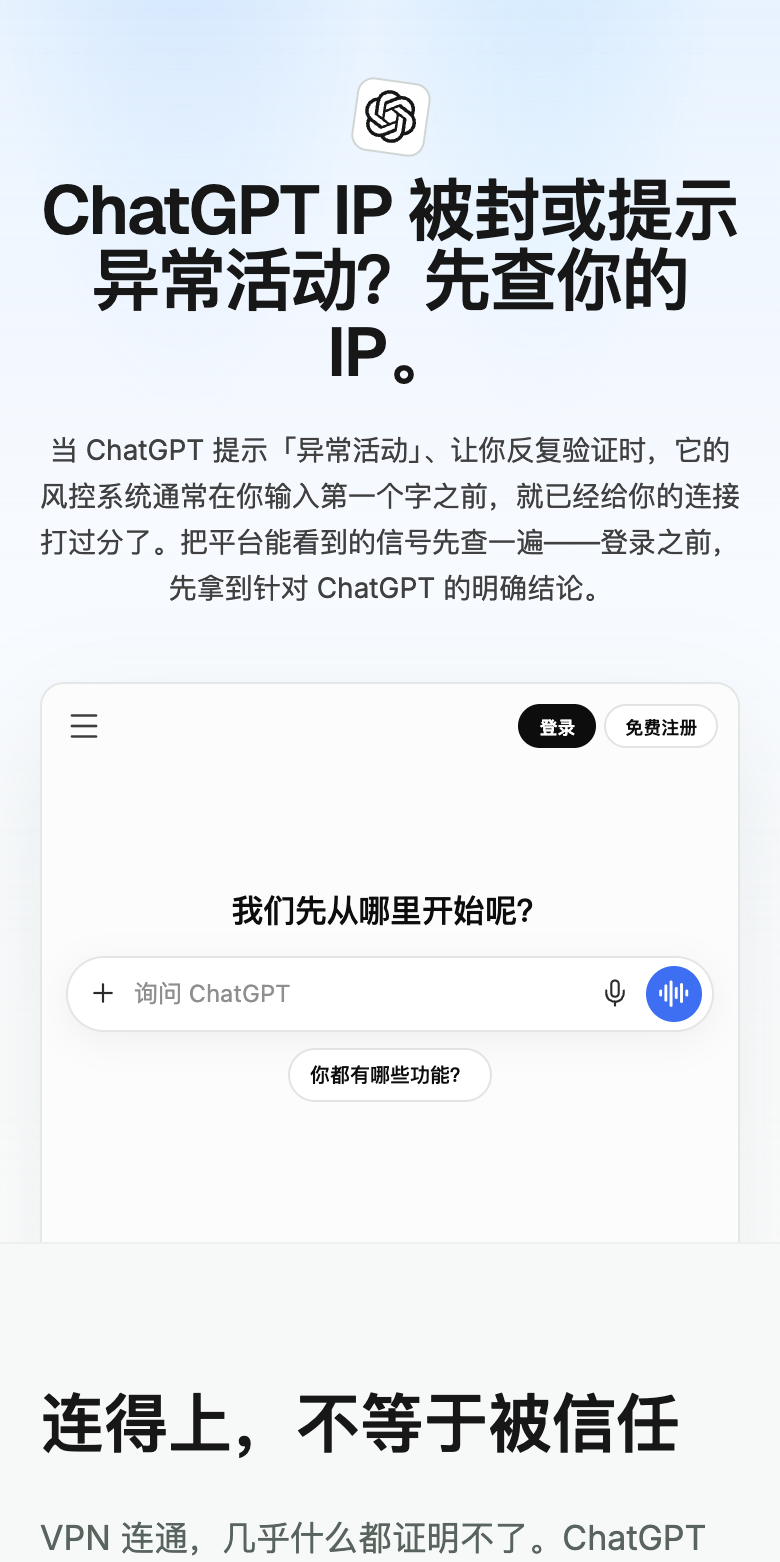 ChatGPT IP 被封或提示
异常活动？先查你的
IP。
当 ChatGPT 提示「异常活动」、让你反复验证时，它的
风控系统通常在你输入第一个字之前，就已经给你的连接
打过分了。把平台能看到的信号先查一遍——登录之前，
先拿到针对 ChatGPT 的明确结论。
登录
免费注册
我们先从哪里开始呢？
询问 ChatGPT
你都有哪些功能？
连得上，不等于被信任
VPN 连通，几乎什么都证明不了。ChatGPT